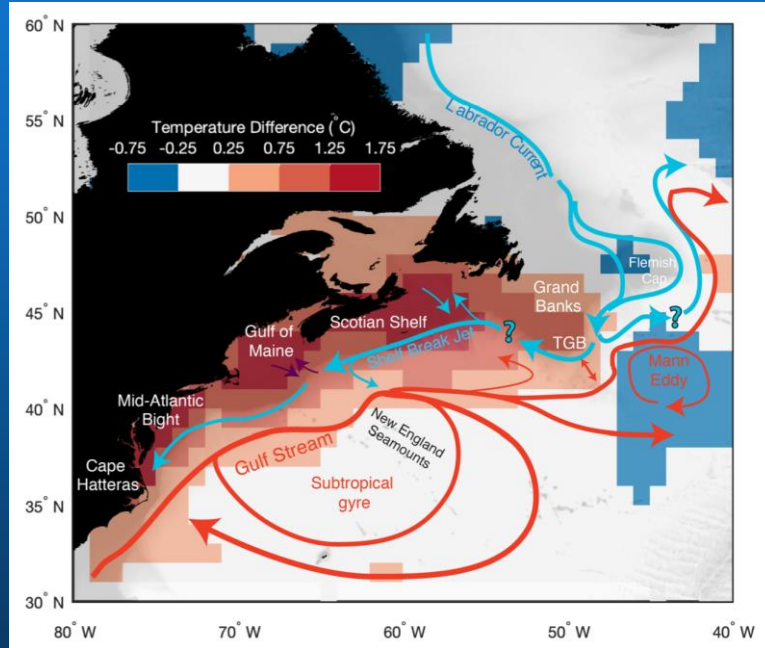 60° N
55° N
50° N
45° N
40° N
35° N
30° N
80° W
70° W
60° W
50° W
40° W
Temperature Difference (°C)
-0.75 -0.25 0.25 0.75 1.25 1.75
Labrador Current
Flemish
Cap
Grand
Banks
Scotian Shelf
Gulf of
Maine
Shelf Break Jet
?
TGB
?
Mann
Eddy
Mid-Atlantic
Bight
New England
Seamounts
Gulf Stream
Cape
Hatteras
Subtropical
gyre